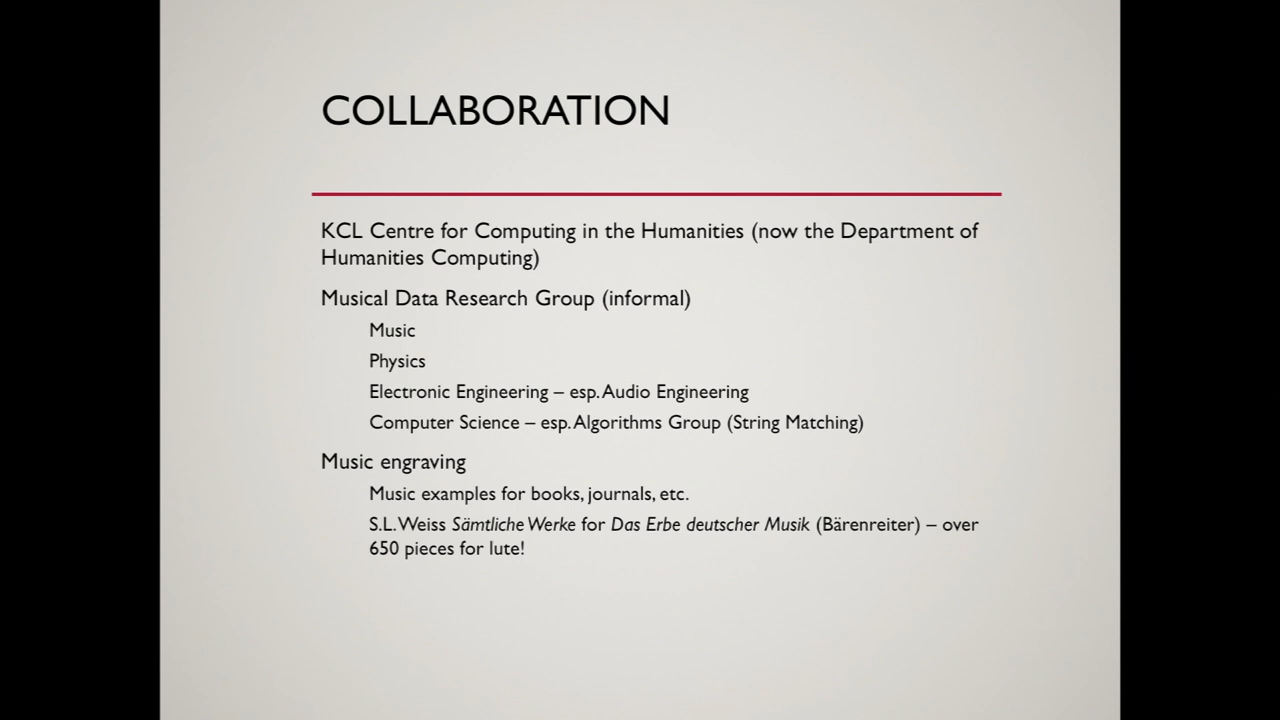 COLLABORATION
KCL Centre for Computing in the Humanities (now the Department of
Humanities Computing)
Musical Data Research Group (informal)
Music
Physics
Electronic Engineering – esp. Audio Engineering
Computer Science – esp. Algorithms Group (String Matching)
Music engraving
Music examples for books, journals, etc.
S.L. Weiss Sämtliche Werke for Das Erbe deutscher Musik (Bärenreiter) – over
650 pieces for lute!